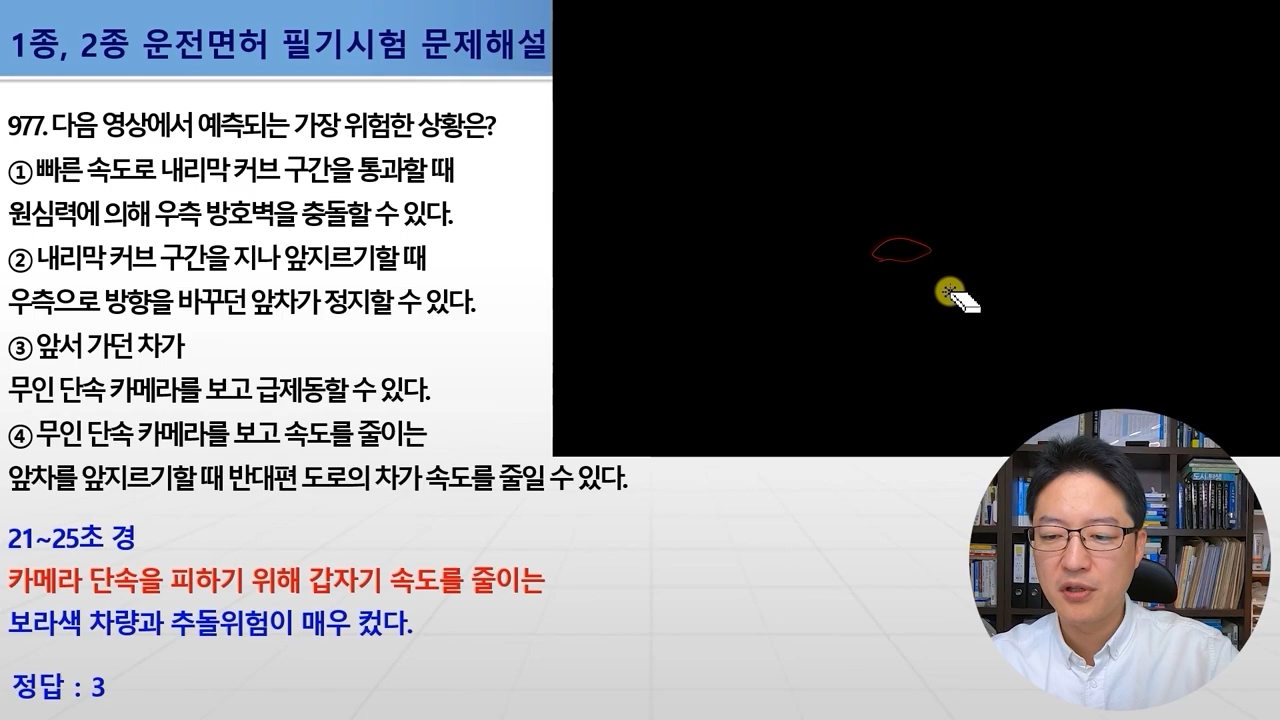 1종, 2종 운전면허 필기시험 문제해설
977. 다음 영상에서 예측되는 가장 위험한 상황은?
① 빠른 속도로 내리막 커브 구간을 통과할 때
원심력에 의해 우측 방호벽을 충돌할 수 있다.
② 내리막 커브 구간을 지나 앞지르기할 때
우측으로 방향을 바꾸던 앞차가 정지할 수 있다.
③ 앞서 가던 차가
무인 단속 카메라를 보고 급제동할 수 있다.
④ 무인 단속 카메라를 보고 속도를 줄이는
앞차를 앞지르기할 때 반대편 도로의 차가 속도를 줄일 수 있다.
21~25초 경
카메라 단속을 피하기 위해 갑자기 속도를 줄이는
보라색 차량과 추돌위험이 매우 컸다.
정답 : 3